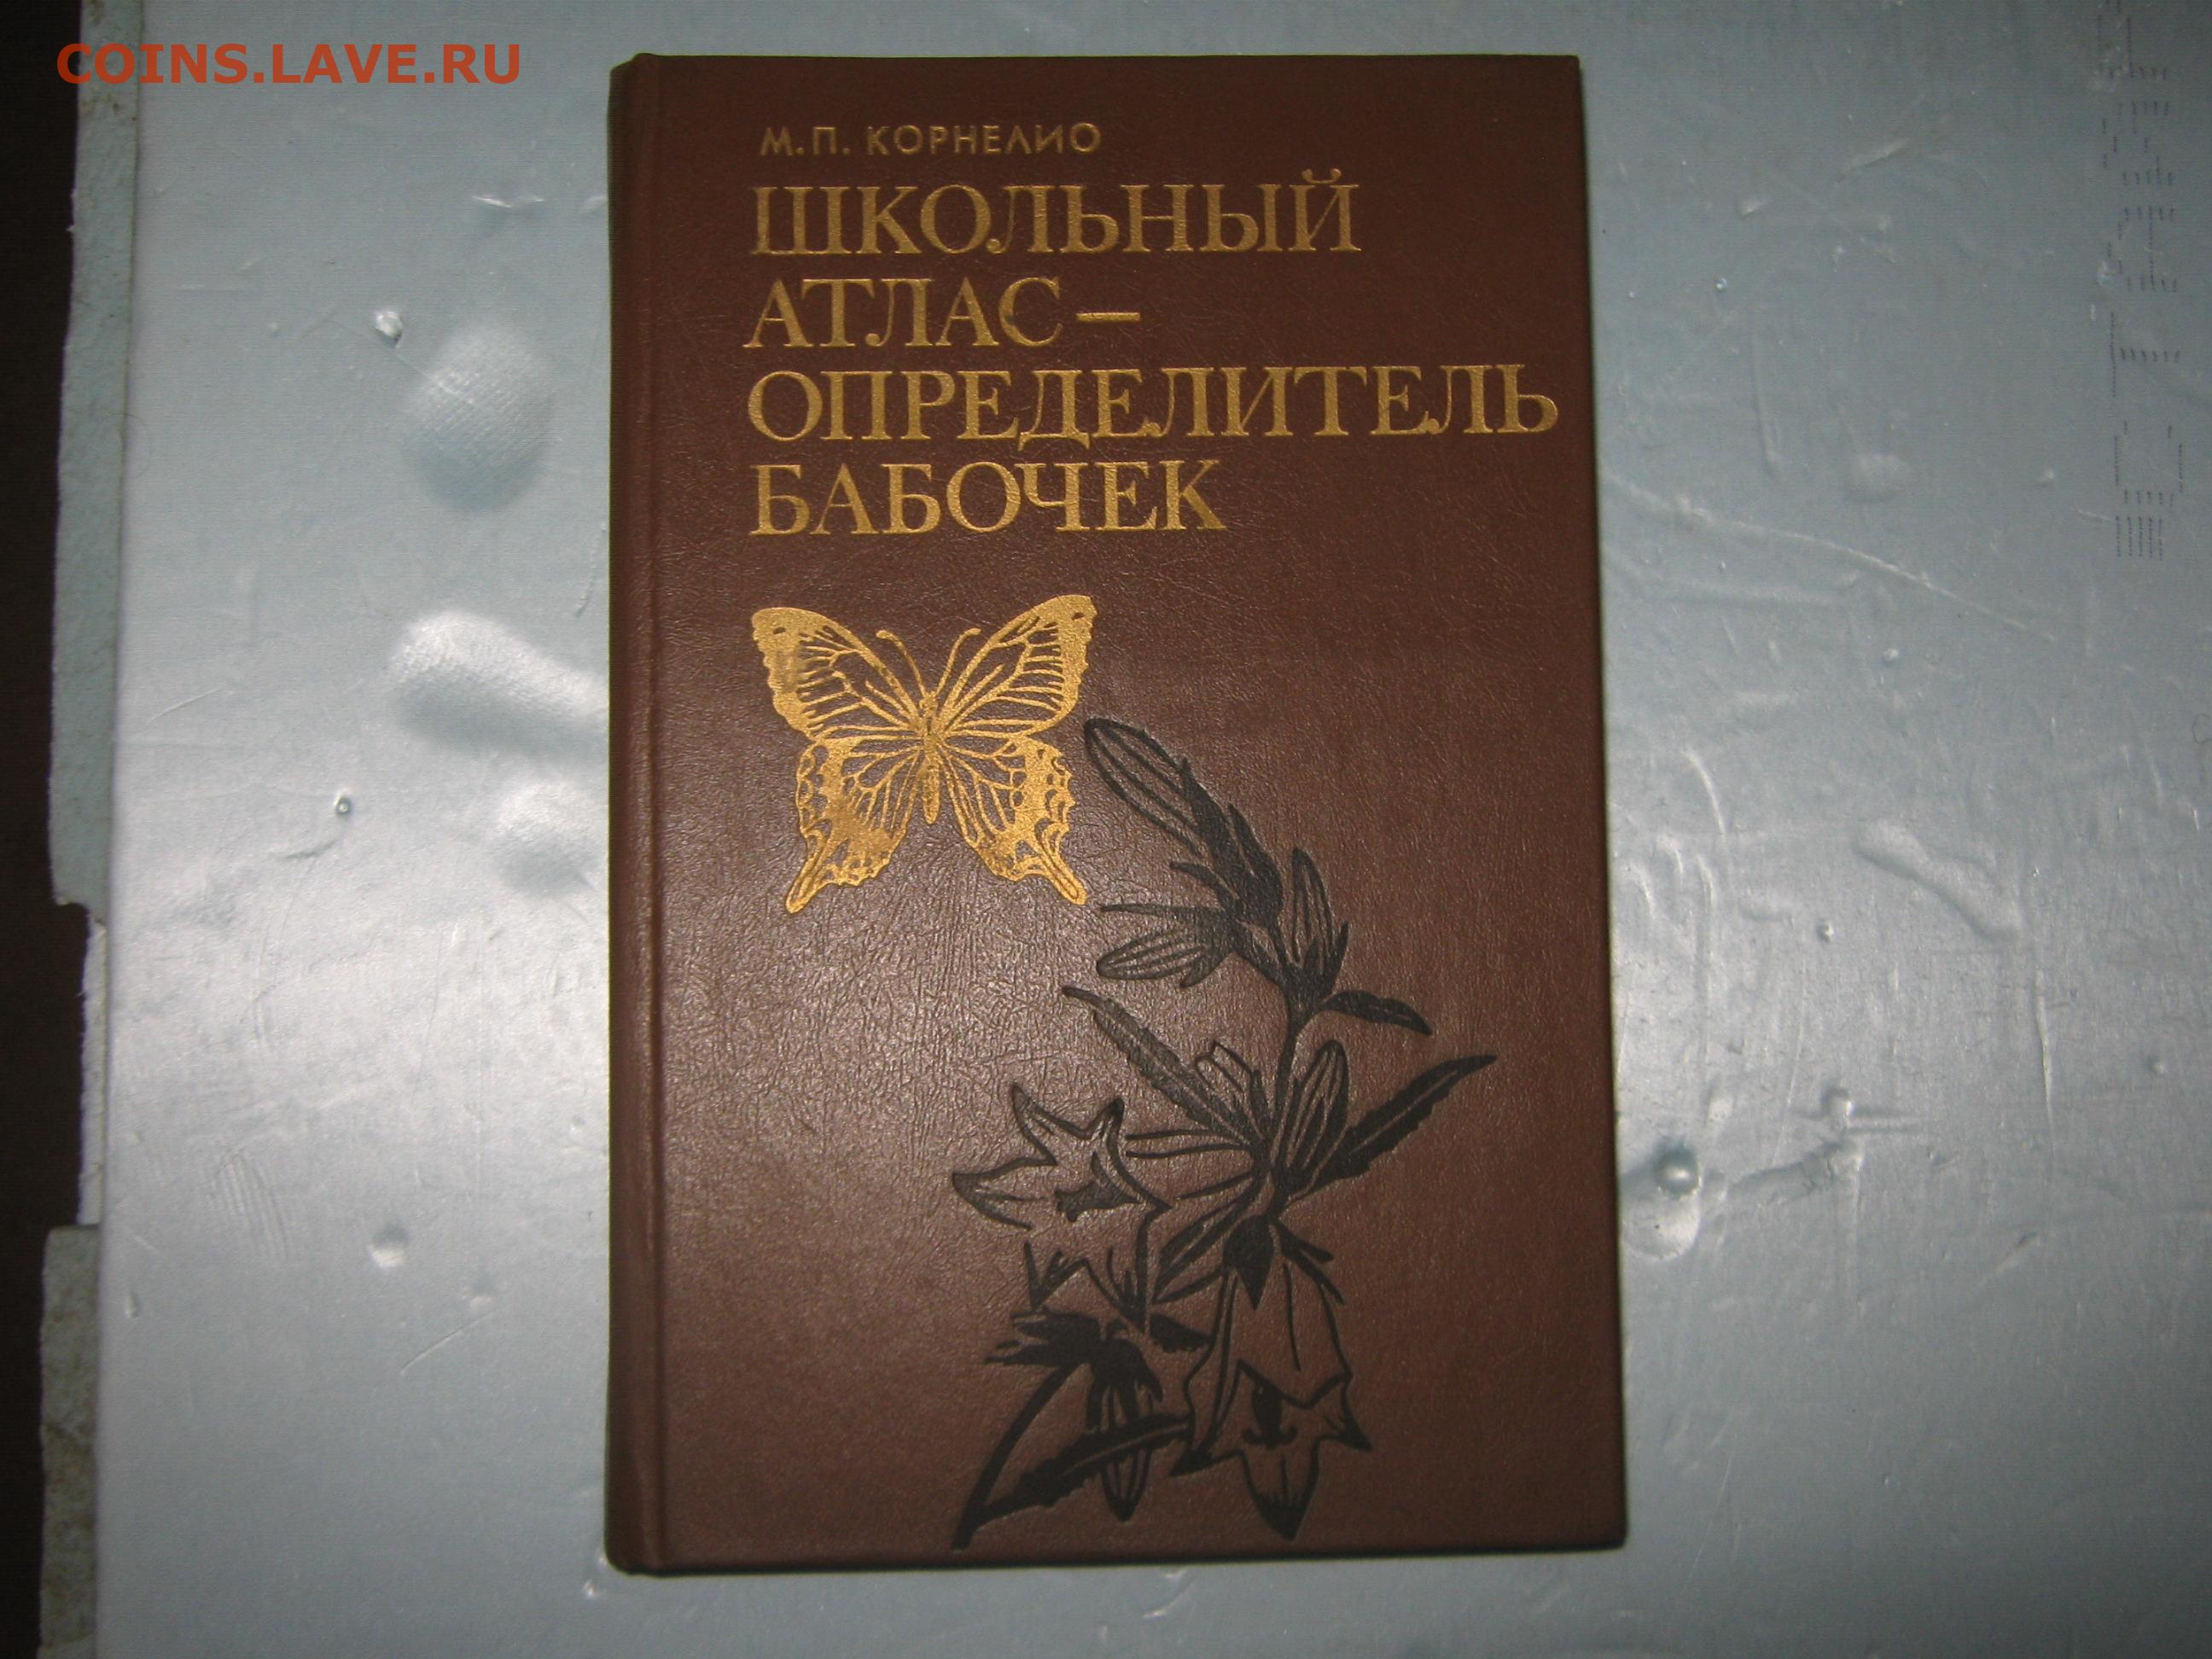 COINS.LAVE.RU
М.П. КОРНЕЛИО
ШКОЛЬНЫЙ
АТЛАС–
ОПРЕДЕЛИТЕЛЬ
БАБОЧЕК